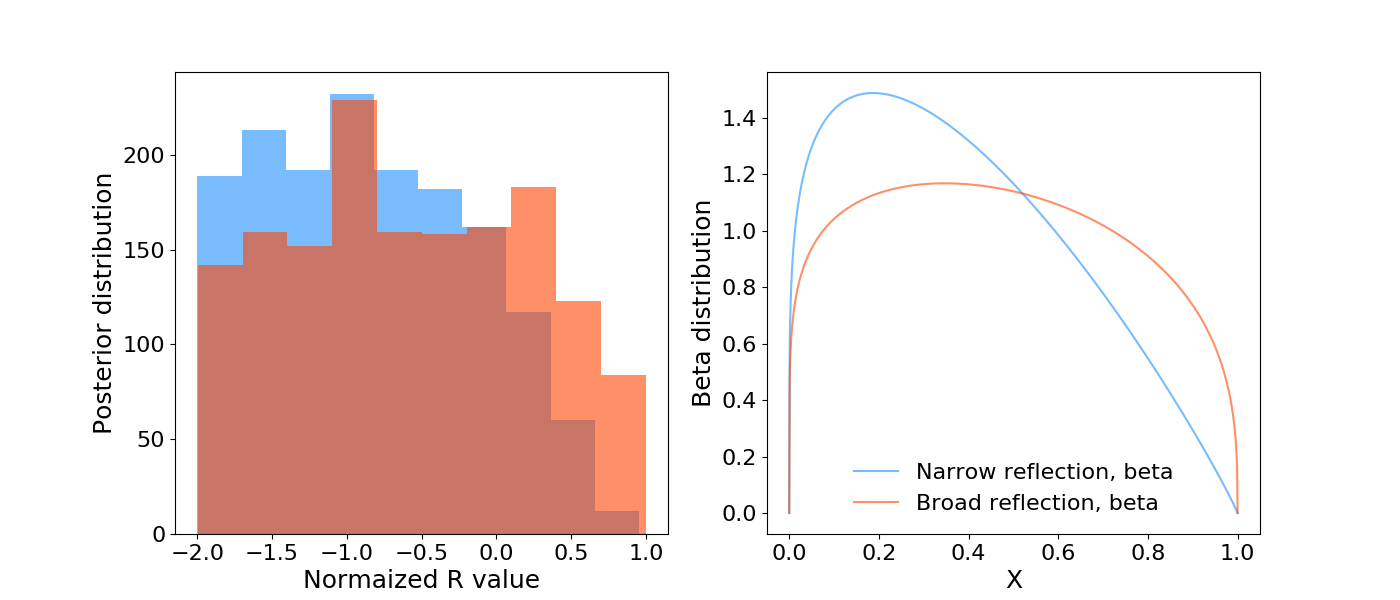 Posterior distribution
200
150
100
50
0
−2.0 −1.5 −1.0 −0.5 0.0 0.5 1.0
Normaized R value
Beta distribution
1.4
1.2
1.0
0.8
0.6
0.4
0.2
0.0
Narrow reflection, beta
Broad reflection, beta
0.0 0.2 0.4 0.6 0.8 1.0
X